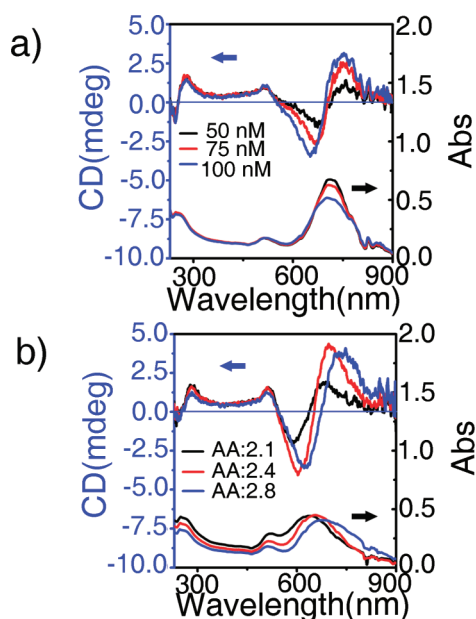 a)
5.0
2.5
0.0
-2.5
-5.0
-7.5
-10.0
CD(mdeg)
50 nM
75 nM
100 nM
2.0
1.5
1.0
0.5
0.0
Abs
300
600
900
Wavelength(nm)
b)
5.0
2.5
0.0
-2.5
-5.0
-7.5
-10.0
CD(mdeg)
AA:2.1
AA:2.4
AA:2.8
2.0
1.5
1.0
0.5
0.0
Abs
300
600
900
Wavelength(nm)